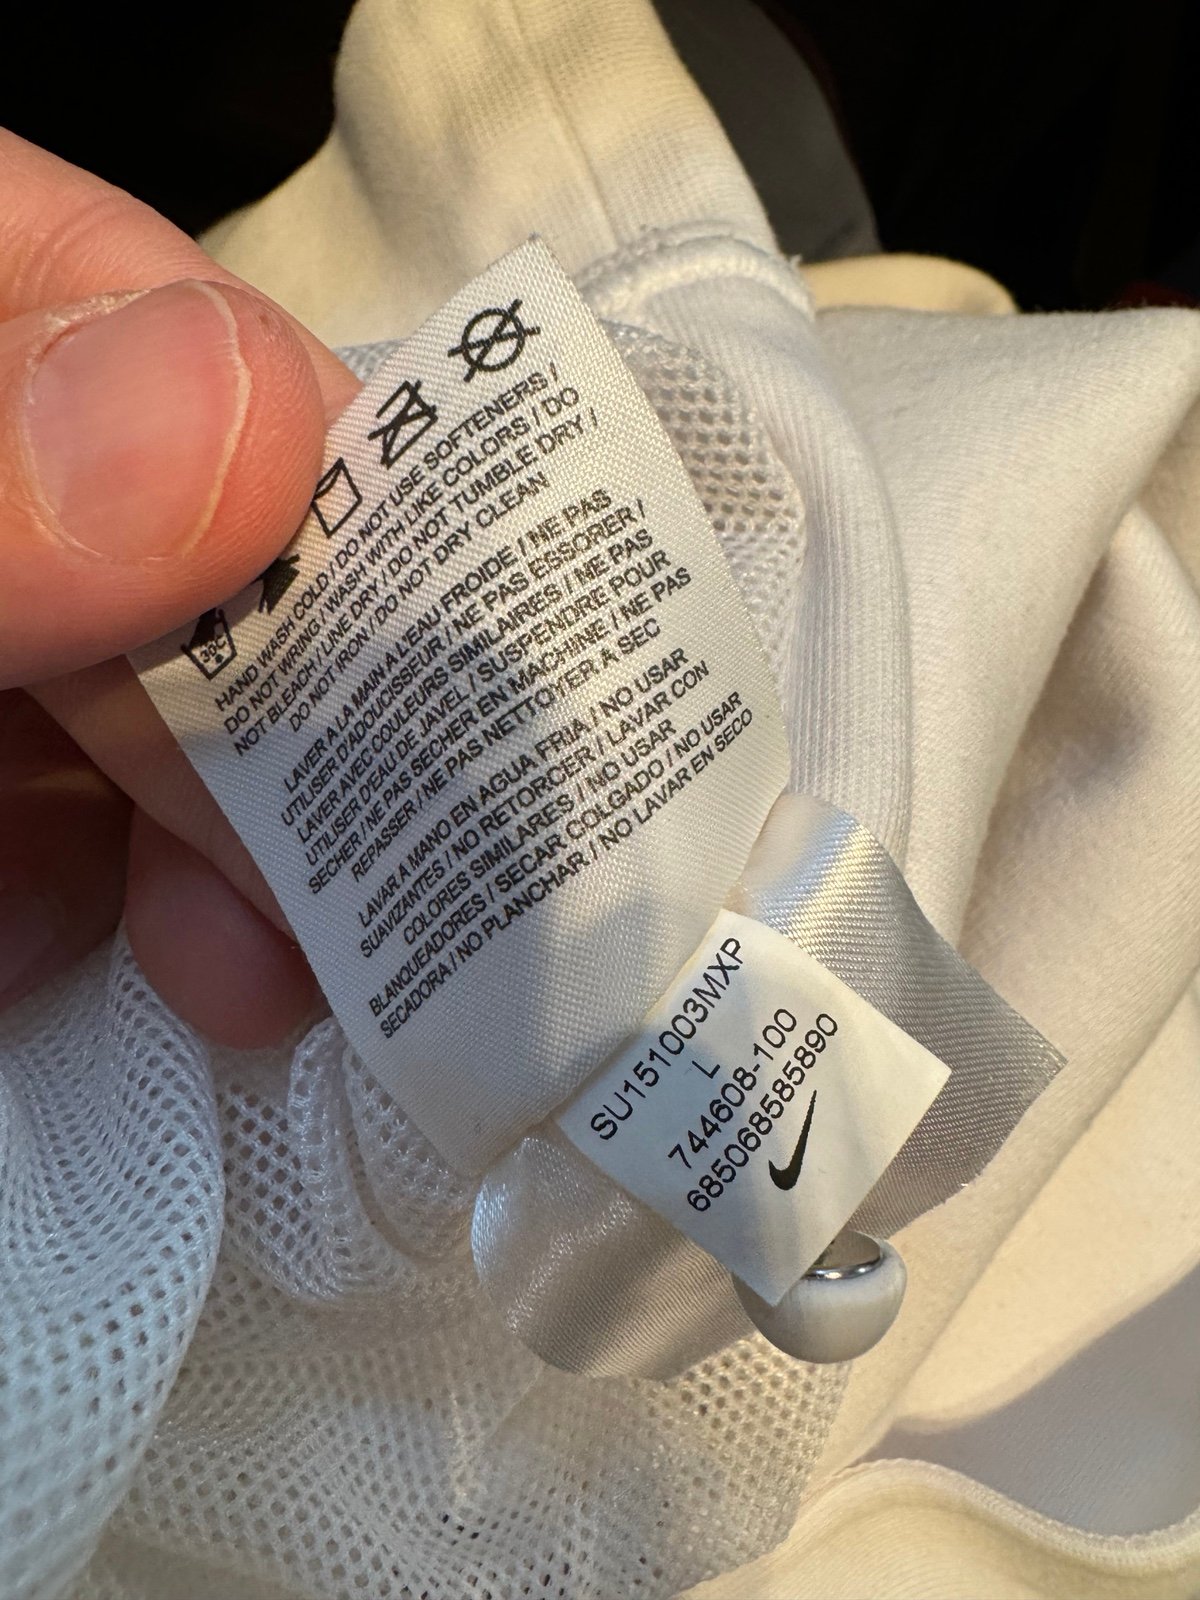 30C
HAND WASH COLD / DO NOT USE SOFTENERS /
DO NOT WRING / WASH WITH LIKE COLORS / DO
NOT BLEACH / LINE DRY / DO NOT TUMBLE DRY /
DO NOT IRON / DO NOT DRY CLEAN
LAVER A LA MAIN A L'EAU FROIDE / NE PAS
UTILISER D'ADOUCISSEUR / NE PAS ESSORER /
LAVER AVEC COULEURS SIMILAIRES / NE PAS
UTILISER D'EAU DE JAVEL / SUSPENDRE POUR
SECHER / NE PAS SECHER EN MACHINE / NE PAS
REPASSER / NE PAS NETTOYER A SEC
LAVAR A MANO EN AGUA FRIA / NO USAR
SUAVIZANTES / NO RETORCER / LAVAR CON
COLORES SIMILARES / NO USAR
BLANQUEADORES / SECAR COLGADO / NO USAR
SECADORA / NO PLANCHAR / NO LAVAR EN SECO
SU151003MXP
L
744608-100
685068585890